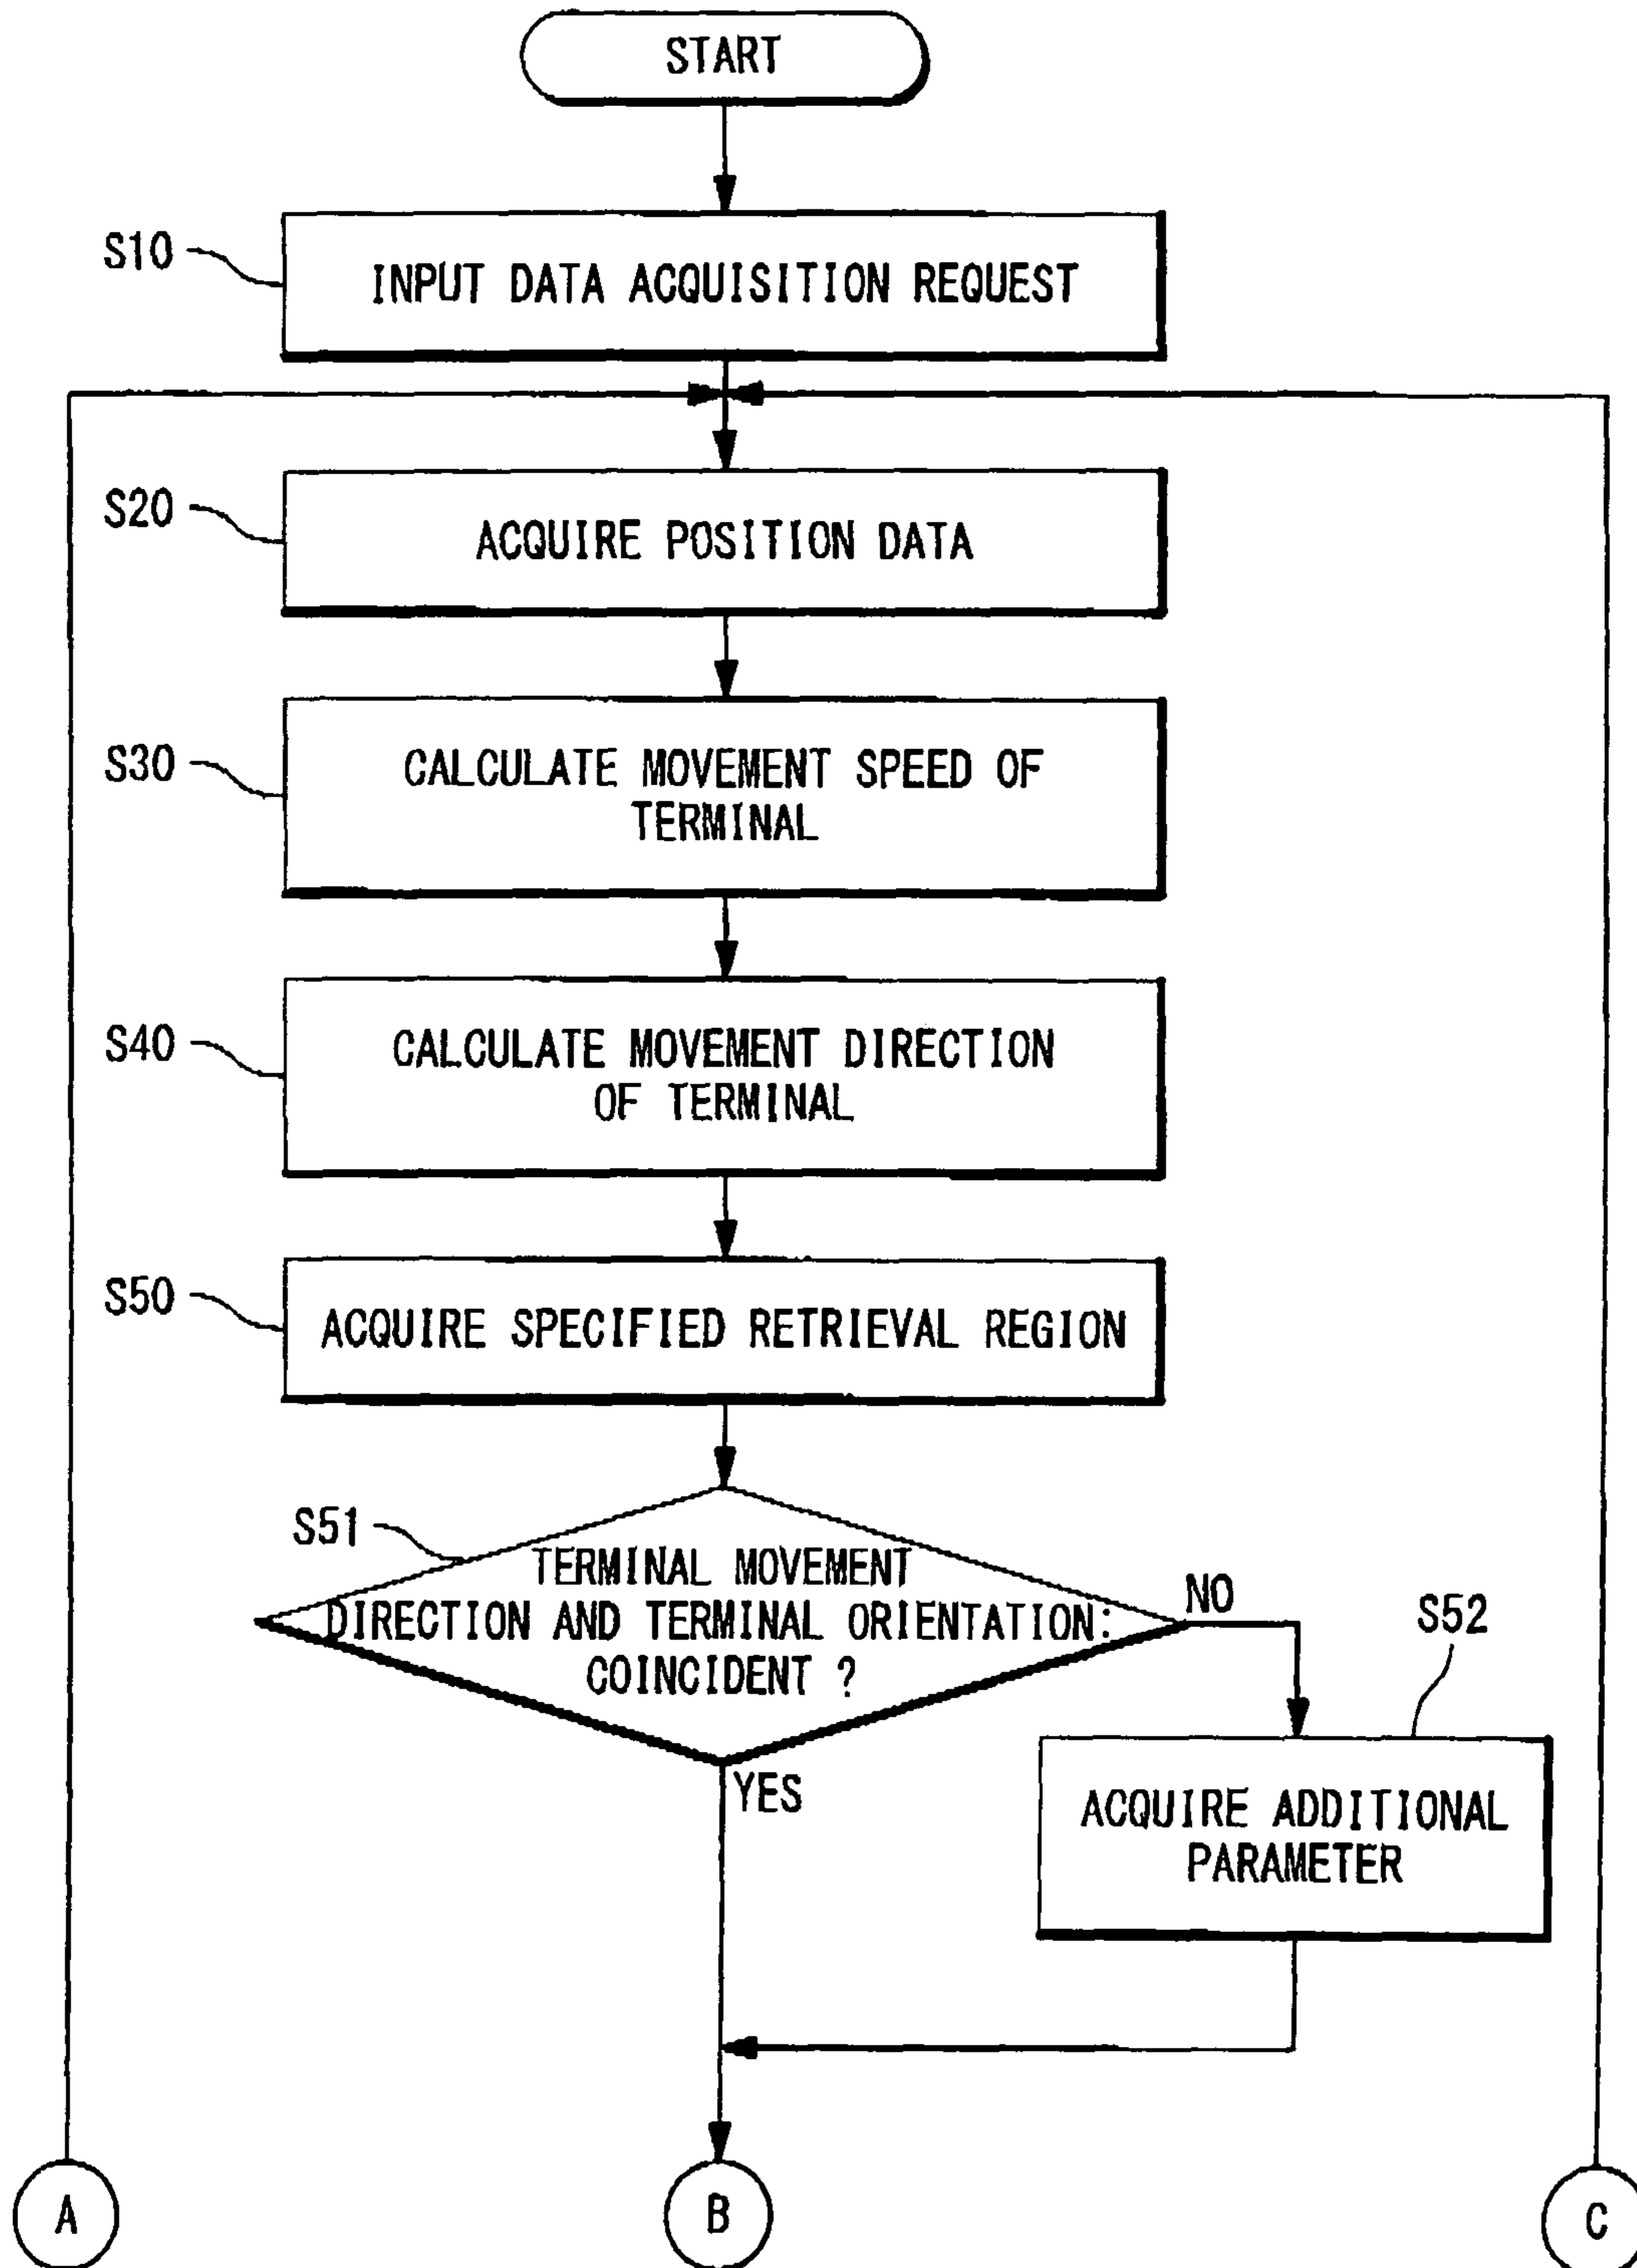 START
S10
INPUT DATA ACQUISITION REQUEST
S20
ACQUIRE POSITION DATA
S30
CALCULATE MOVEMENT SPEED OF
TERMINAL
S40
CALCULATE MOVEMENT DIRECTION
OF TERMINAL
S50
ACQUIRE SPECIFIED RETRIEVAL REGION
S51
TERMINAL MOVEMENT
DIRECTION AND TERMINAL ORIENTATION:
COINCIDENT ?
NO
S52
YES
ACQUIRE ADDITIONAL
PARAMETER
A
B
C